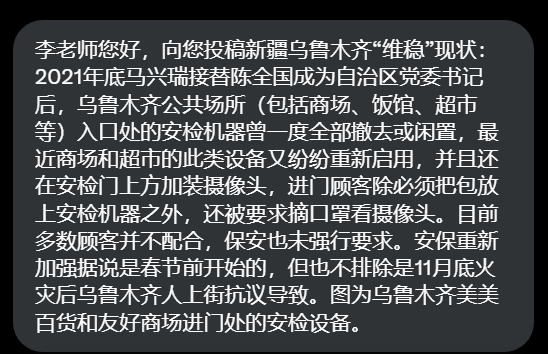 李老师您好，向您投稿新疆乌鲁木齐“维稳”现状：
2021年底马兴瑞接替陈全国成为自治区党委书记
后，乌鲁木齐公共场所（包括商场、饭馆、超市
等）入口处的安检机器曾一度全部撤去或闲置，最
近商场和超市的此类设备又纷纷重新启用，并且还
在安检门上方加装摄像头，进门顾客除必须把包放
上安检机器之外，还被要求摘口罩看摄像头。目前
多数顾客并不配合，保安也未强行要求。安保重新
加强据说是春节前开始的，但也不排除是11月底火
灾后乌鲁木齐人上街抗议导致。图为乌鲁木齐美美
百货和友好商场进门处的安检设备。